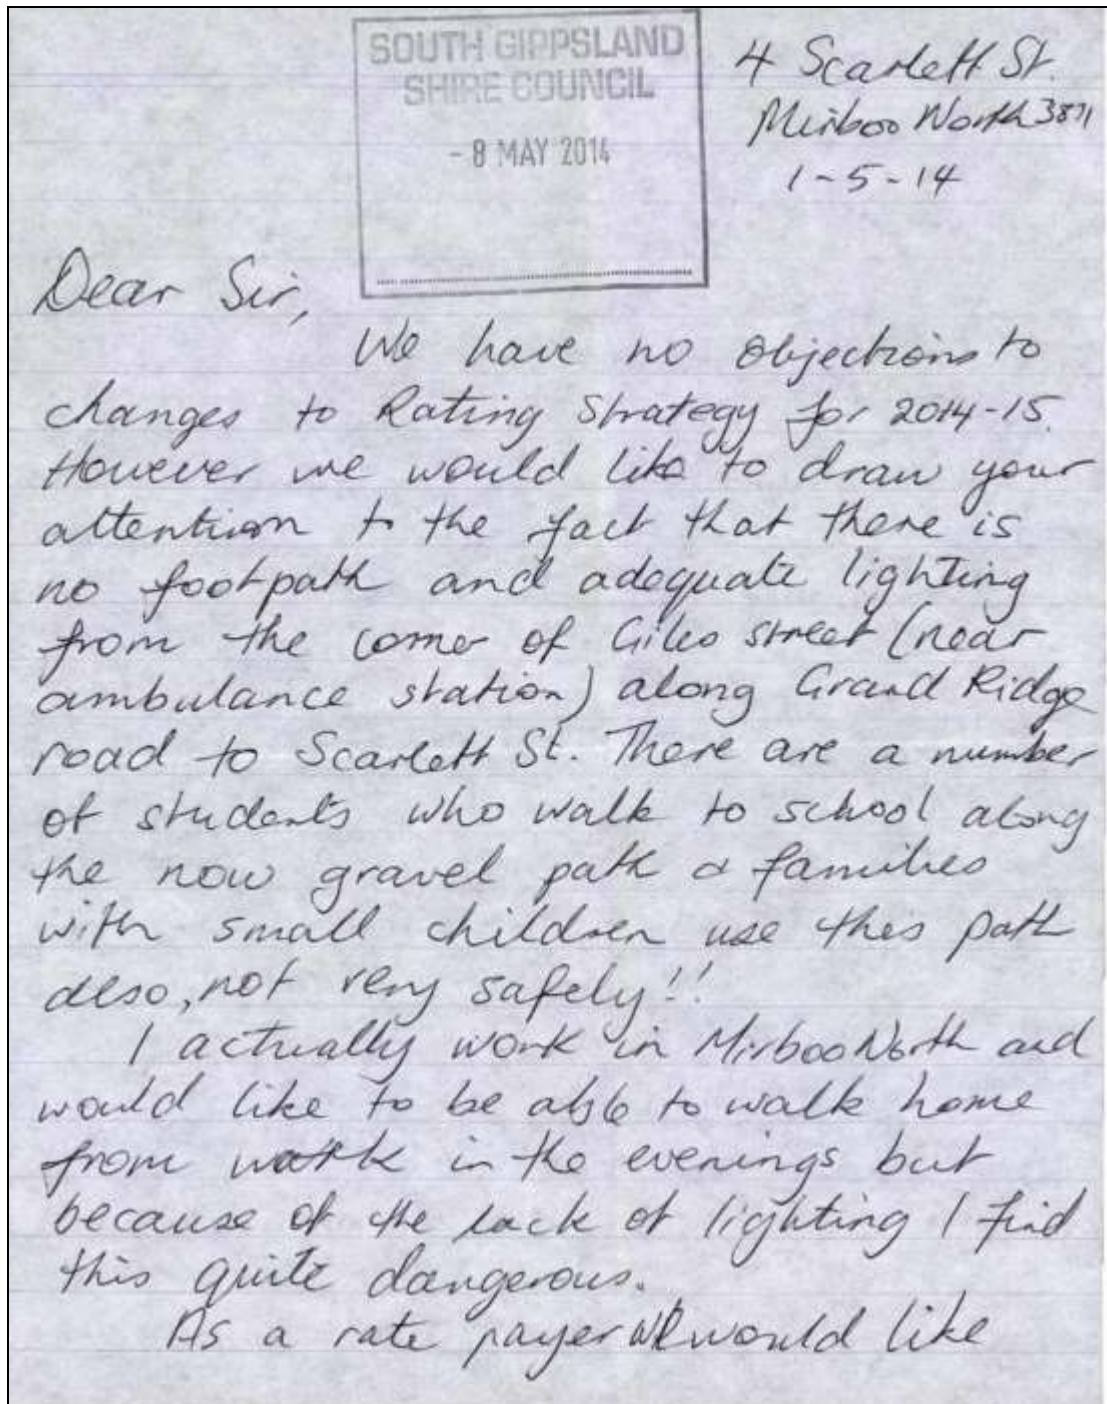 SOUTH GIPPSLAND
SHIRE COUNCIL
- 8 MAY 2014
4 Scarlett St.
Mirboo North 3871
1-5-14
Dear Sir,
We have no objections to
changes to Rating Strategy for 2014-15.
However we would like to draw your
attention to the fact that there is
no footpath and adequate lighting
from the corner of Giles street (near
ambulance station) along Grand Ridge
road to Scarlett St. There are a number
of students who walk to school along
the now gravel path & families
with small children use this path
also, not very safely!!
I actually work in Mirboo North and
would like to be able to walk home
from work in the evenings but
because of the lack of lighting I find
this quite dangerous.
As a rate payer we would like